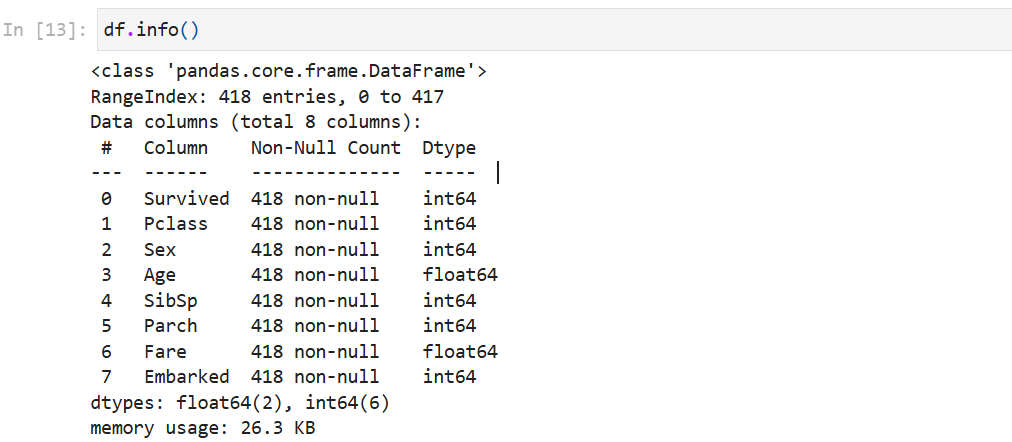 In [13]: df.info()
<class 'pandas.core.frame.DataFrame'>
RangeIndex: 418 entries, 0 to 417
Data columns (total 8 columns):
 #   Column    Non-Null Count  Dtype
---  ------    --------------  -----
 0   Survived  418 non-null    int64
 1   Pclass    418 non-null    int64
 2   Sex       418 non-null    int64
 3   Age       418 non-null    float64
 4   SibSp     418 non-null    int64
 5   Parch     418 non-null    int64
 6   Fare      418 non-null    float64
 7   Embarked  418 non-null    int64
dtypes: float64(2), int64(6)
memory usage: 26.3 KB